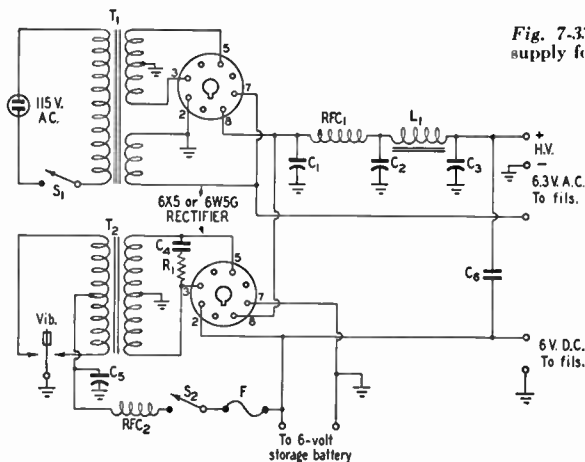 Fig. 7-3
supply fo
T1
5
3
7
2
8
115 V.
A.C.
S1
RFC1
L1
C1
C2
C3
+
H.V.
−
6.3 V. A.C.
To fils.
6X5 or 6W5G
RECTIFIER
T2
C4
R1
5
3
7
2
8
C6
Vib.
C5
RFC2
S2
F
6 V. D.C.
To fils.
To 6-volt
storage battery